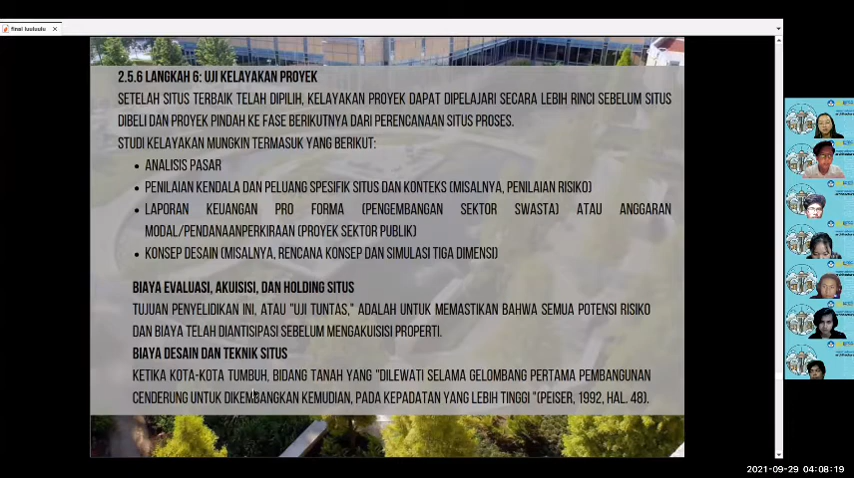 final luulsulu
2.5.6 LANGKAH 6: UJI KELAYAKAN PROYEK
SETELAH SITUS TERBAIK TELAH DIPILIH, KELAYAKAN PROYEK DAPAT DIPELAJARI SECARA LEBIH RINCI SEBELUM SITUS
DIBELI DAN PROYEK PINDAH KE FASE BERIKUTNYA DARI PERENCANAAN SITUS PROSES.
STUDI KELAYAKAN MUNGKIN TERMASUK YANG BERIKUT:
• ANALISIS PASAR
• PENILAIAN KENDALA DAN PELUANG SPESIFIK SITUS DAN KONTEKS (MISALNYA, PENILAIAN RISIKO)
• LAPORAN KEUANGAN PRO FORMA (PENGEMBANGAN SEKTOR SWASTA) ATAU ANGGARAN
MODAL/PENDANAANPERKIRAAN (PROYEK SEKTOR PUBLIK)
• KONSEP DESAIN (MISALNYA, RENCANA KONSEP DAN SIMULASI TIGA DIMENSI)
BIAYA EVALUASI, AKUISISI, DAN HOLDING SITUS
TUJUAN PENYELIDIKAN INI, ATAU "UJI TUNTAS," ADALAH UNTUK MEMASTIKAN BAHWA SEMUA POTENSI RISIKO
DAN BIAYA TELAH DIANTISIPASI SEBELUM MENGAKUISISI PROPERTI.
BIAYA DESAIN DAN TEKNIK SITUS
KETIKA KOTA-KOTA TUMBUH, BIDANG TANAH YANG "DILEWATI SELAMA GELOMBANG PERTAMA PEMBANGUNAN
CENDERUNG UNTUK DIKEMBANGKAN KEMUDIAN, PADA KEPADATAN YANG LEBIH TINGGI "(PEISER, 1992, HAL. 48).
2021-09-29 04:08:19